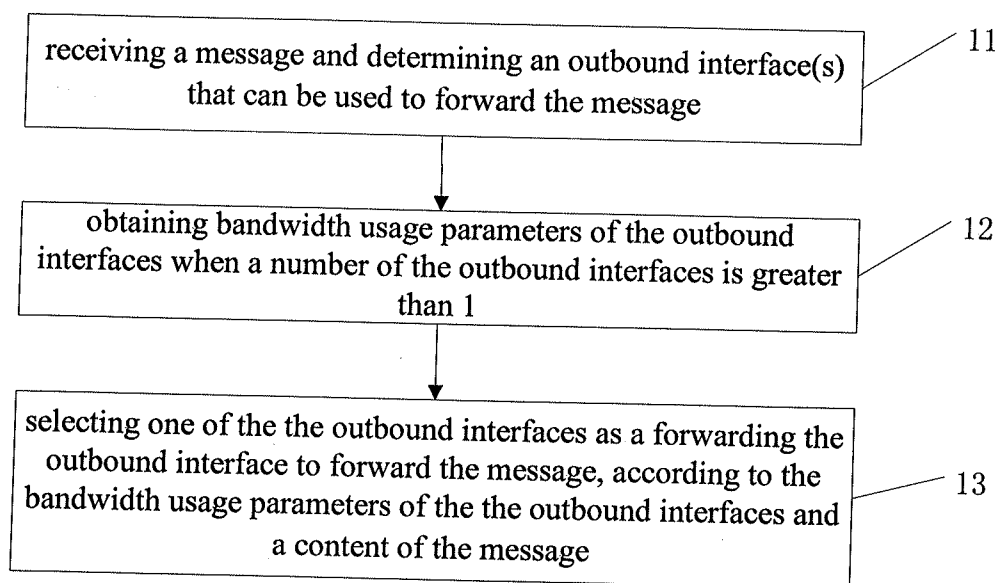 receiving a message and determining an outbound interface(s)
that can be used to forward the message
11
obtaining bandwidth usage parameters of the outbound
interfaces when a number of the outbound interfaces is greater
than 1
12
selecting one of the the outbound interfaces as a forwarding the
outbound interface to forward the message, according to the
bandwidth usage parameters of the the outbound interfaces and
a content of the message
13